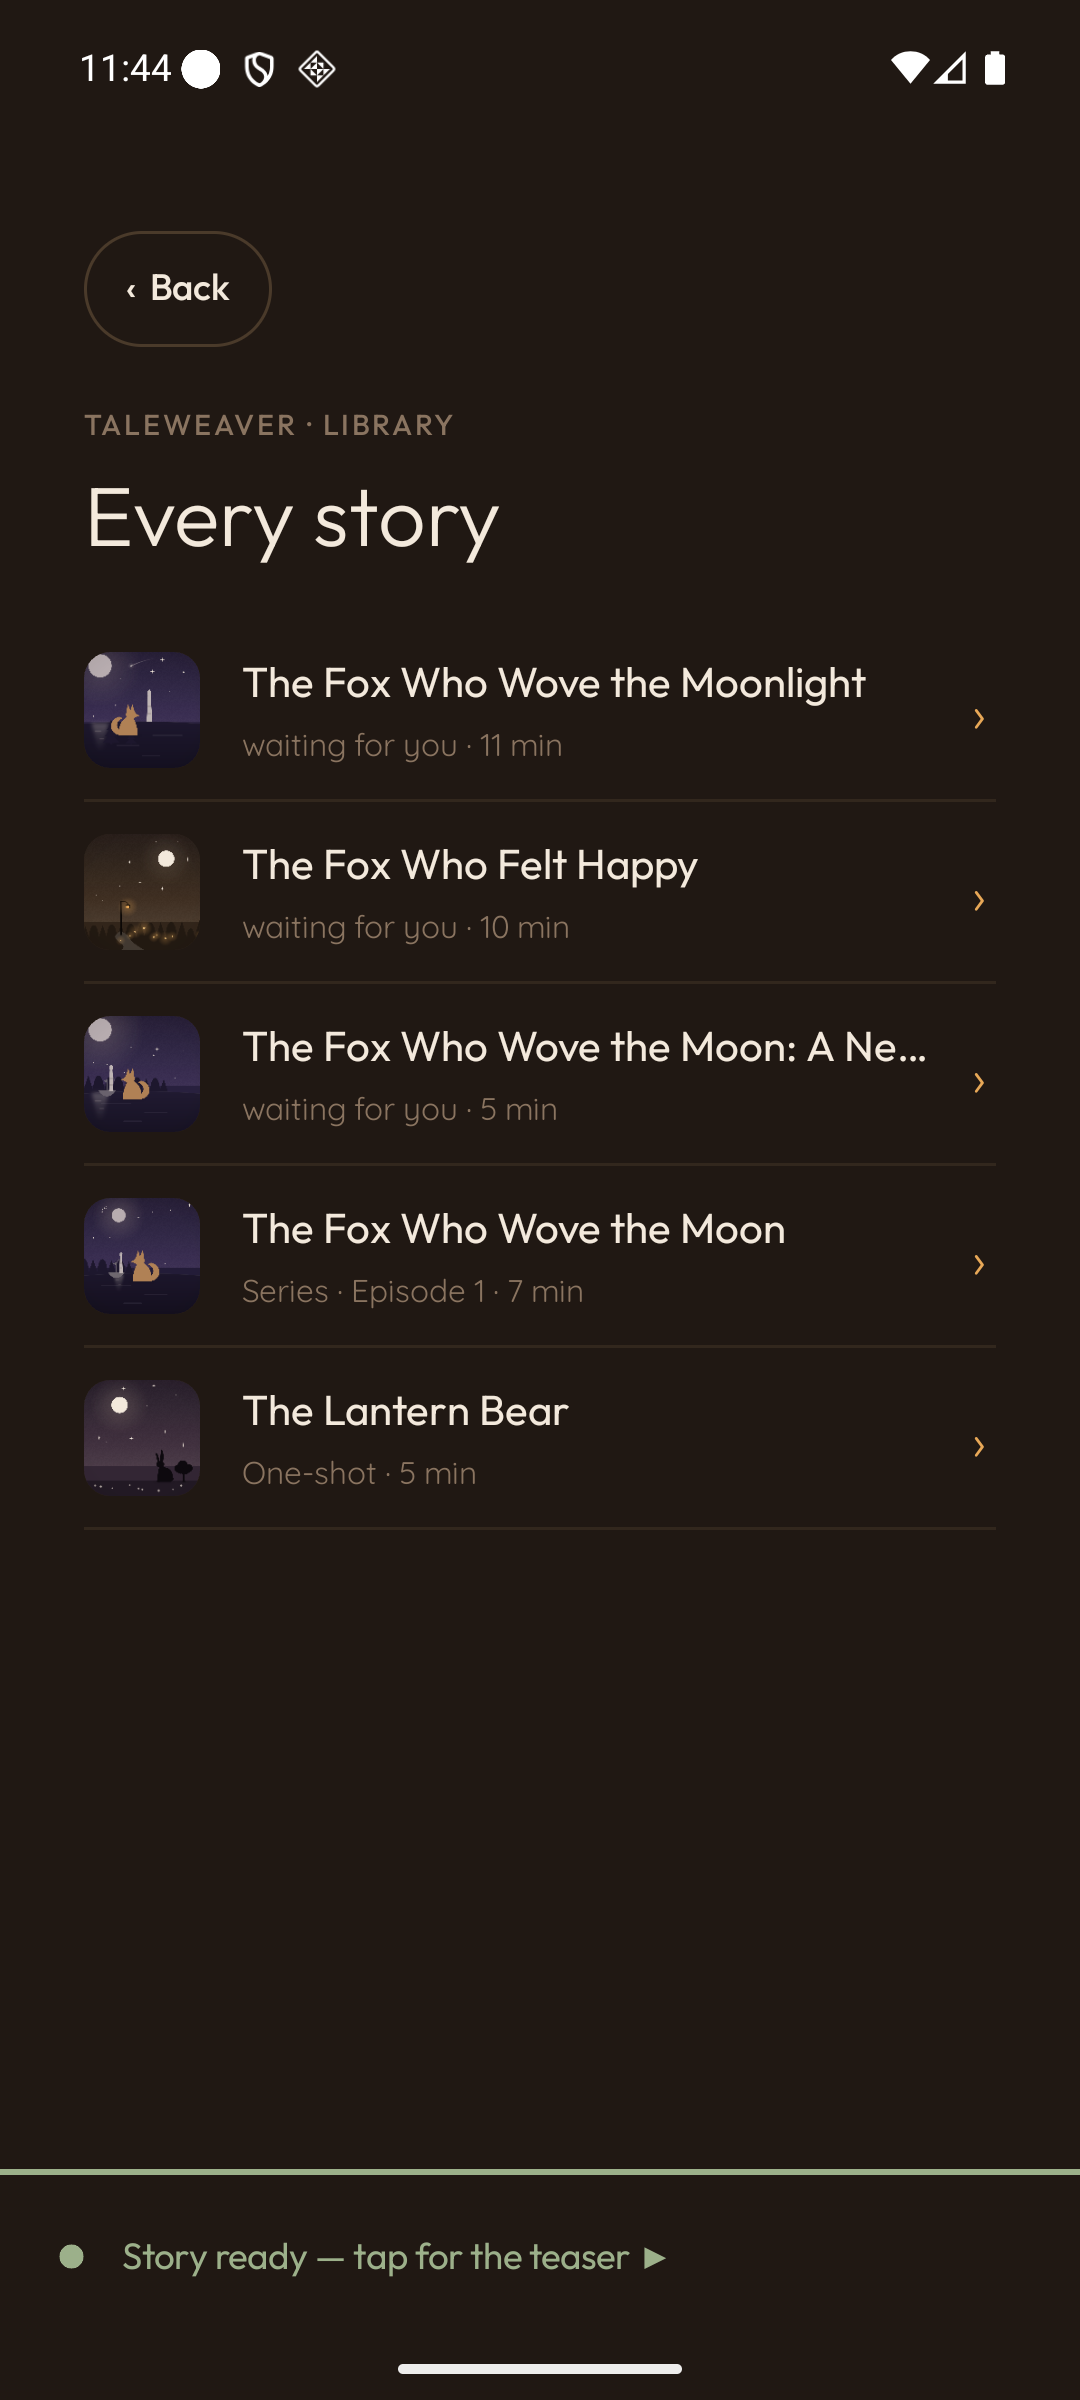 11:44
‹ Back
TALEWEAVER · LIBRARY
Every story
The Fox Who Wove the Moonlight
waiting for you · 11 min
›
The Fox Who Felt Happy
waiting for you · 10 min
›
The Fox Who Wove the Moon: A Ne...
waiting for you · 5 min
›
The Fox Who Wove the Moon
Series · Episode 1 · 7 min
›
The Lantern Bear
One-shot · 5 min
›
Story ready — tap for the teaser ►